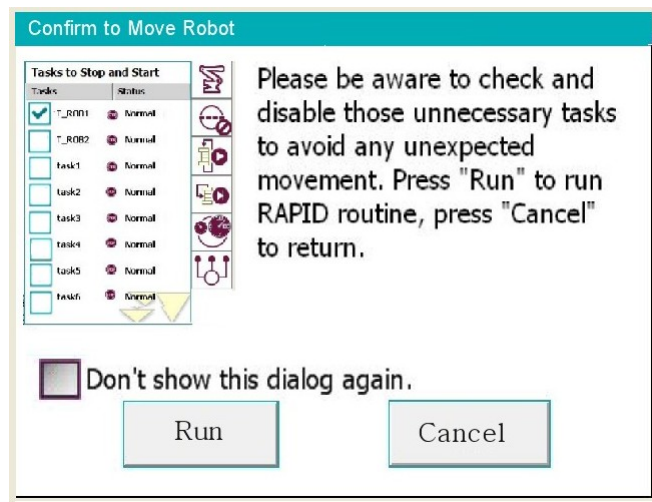 Confirm to Move Robot
Tasks to Stop and Start
Tasks Status
T_ROB1 Normal
T_ROB2 Normal
task1 Normal
task2 Normal
task3 Normal
task4 Normal
task5 Normal
task6 Normal
Please be aware to check and
disable those unnecessary tasks
to avoid any unexpected
movement. Press "Run" to run
RAPID routine, press "Cancel"
to return.
Don't show this dialog again.
Run
Cancel